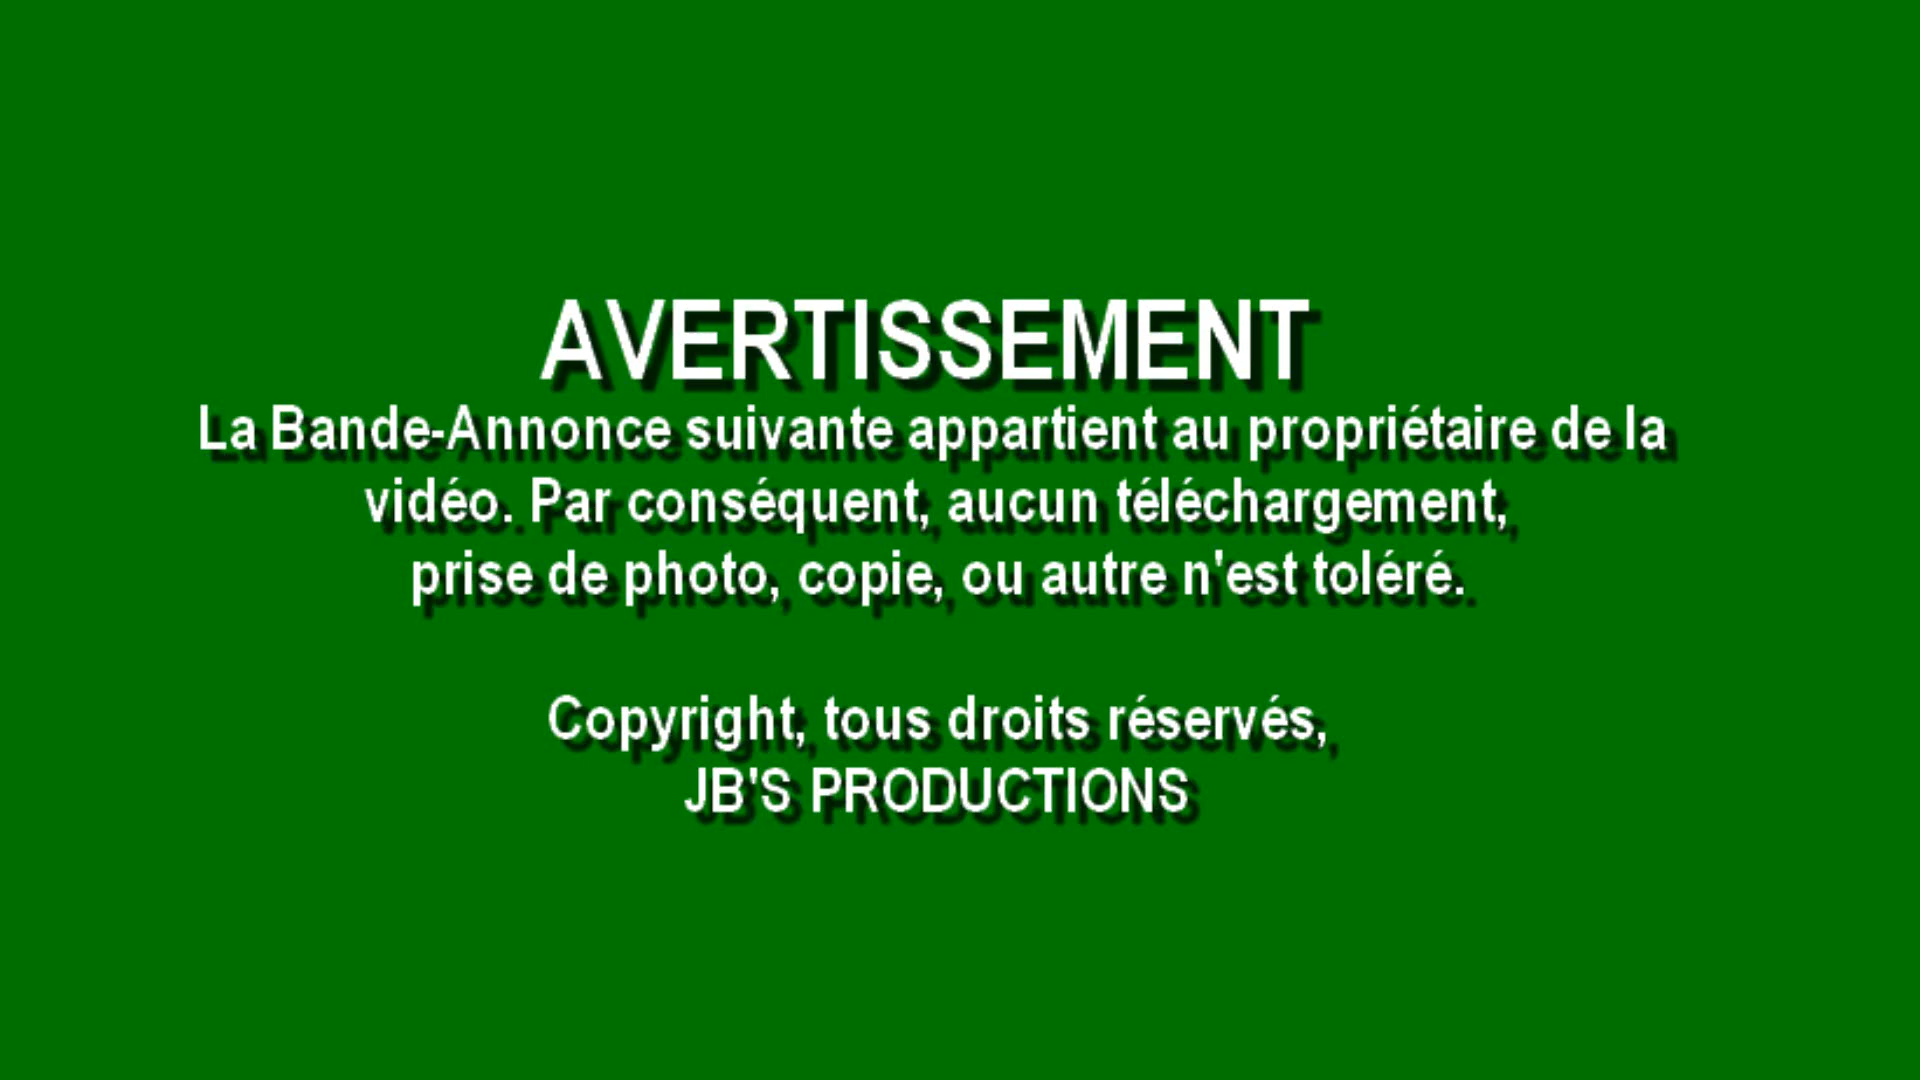 AVERTISSEMENT
La Bande-Annonce suivante appartient au propriétaire de la
vidéo. Par conséquent, aucun téléchargement,
prise de photo, copie, ou autre n'est toléré.
Copyright, tous droits réservés,
JB'S PRODUCTIONS